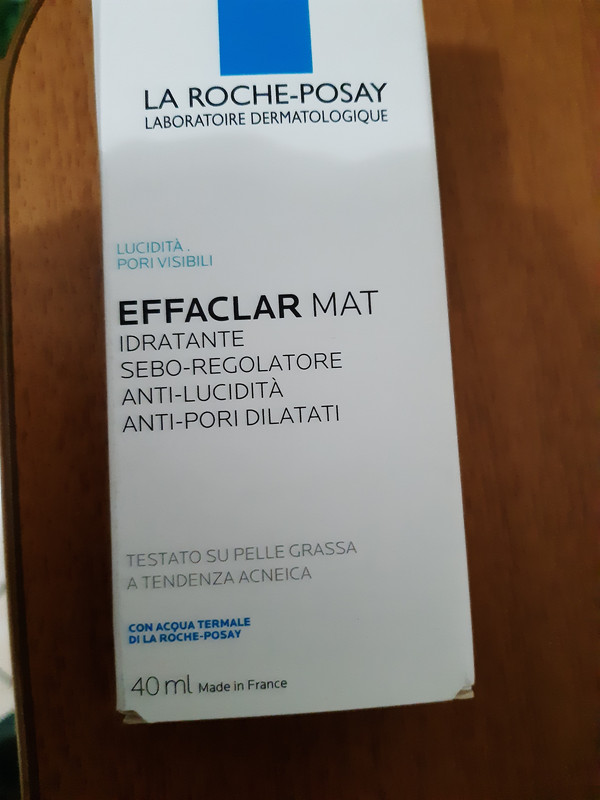 LA ROCHE-POSAY
LABORATOIRE DERMATOLOGIQUE
LUCIDITÀ .
PORI VISIBILI
EFFACLAR MAT
IDRATANTE
SEBO-REGOLATORE
ANTI-LUCIDITÀ
ANTI-PORI DILATATI
TESTATO SU PELLE GRASSA
A TENDENZA ACNEICA
CON ACQUA TERMALE
DI LA ROCHE-POSAY
40 ml Made in France